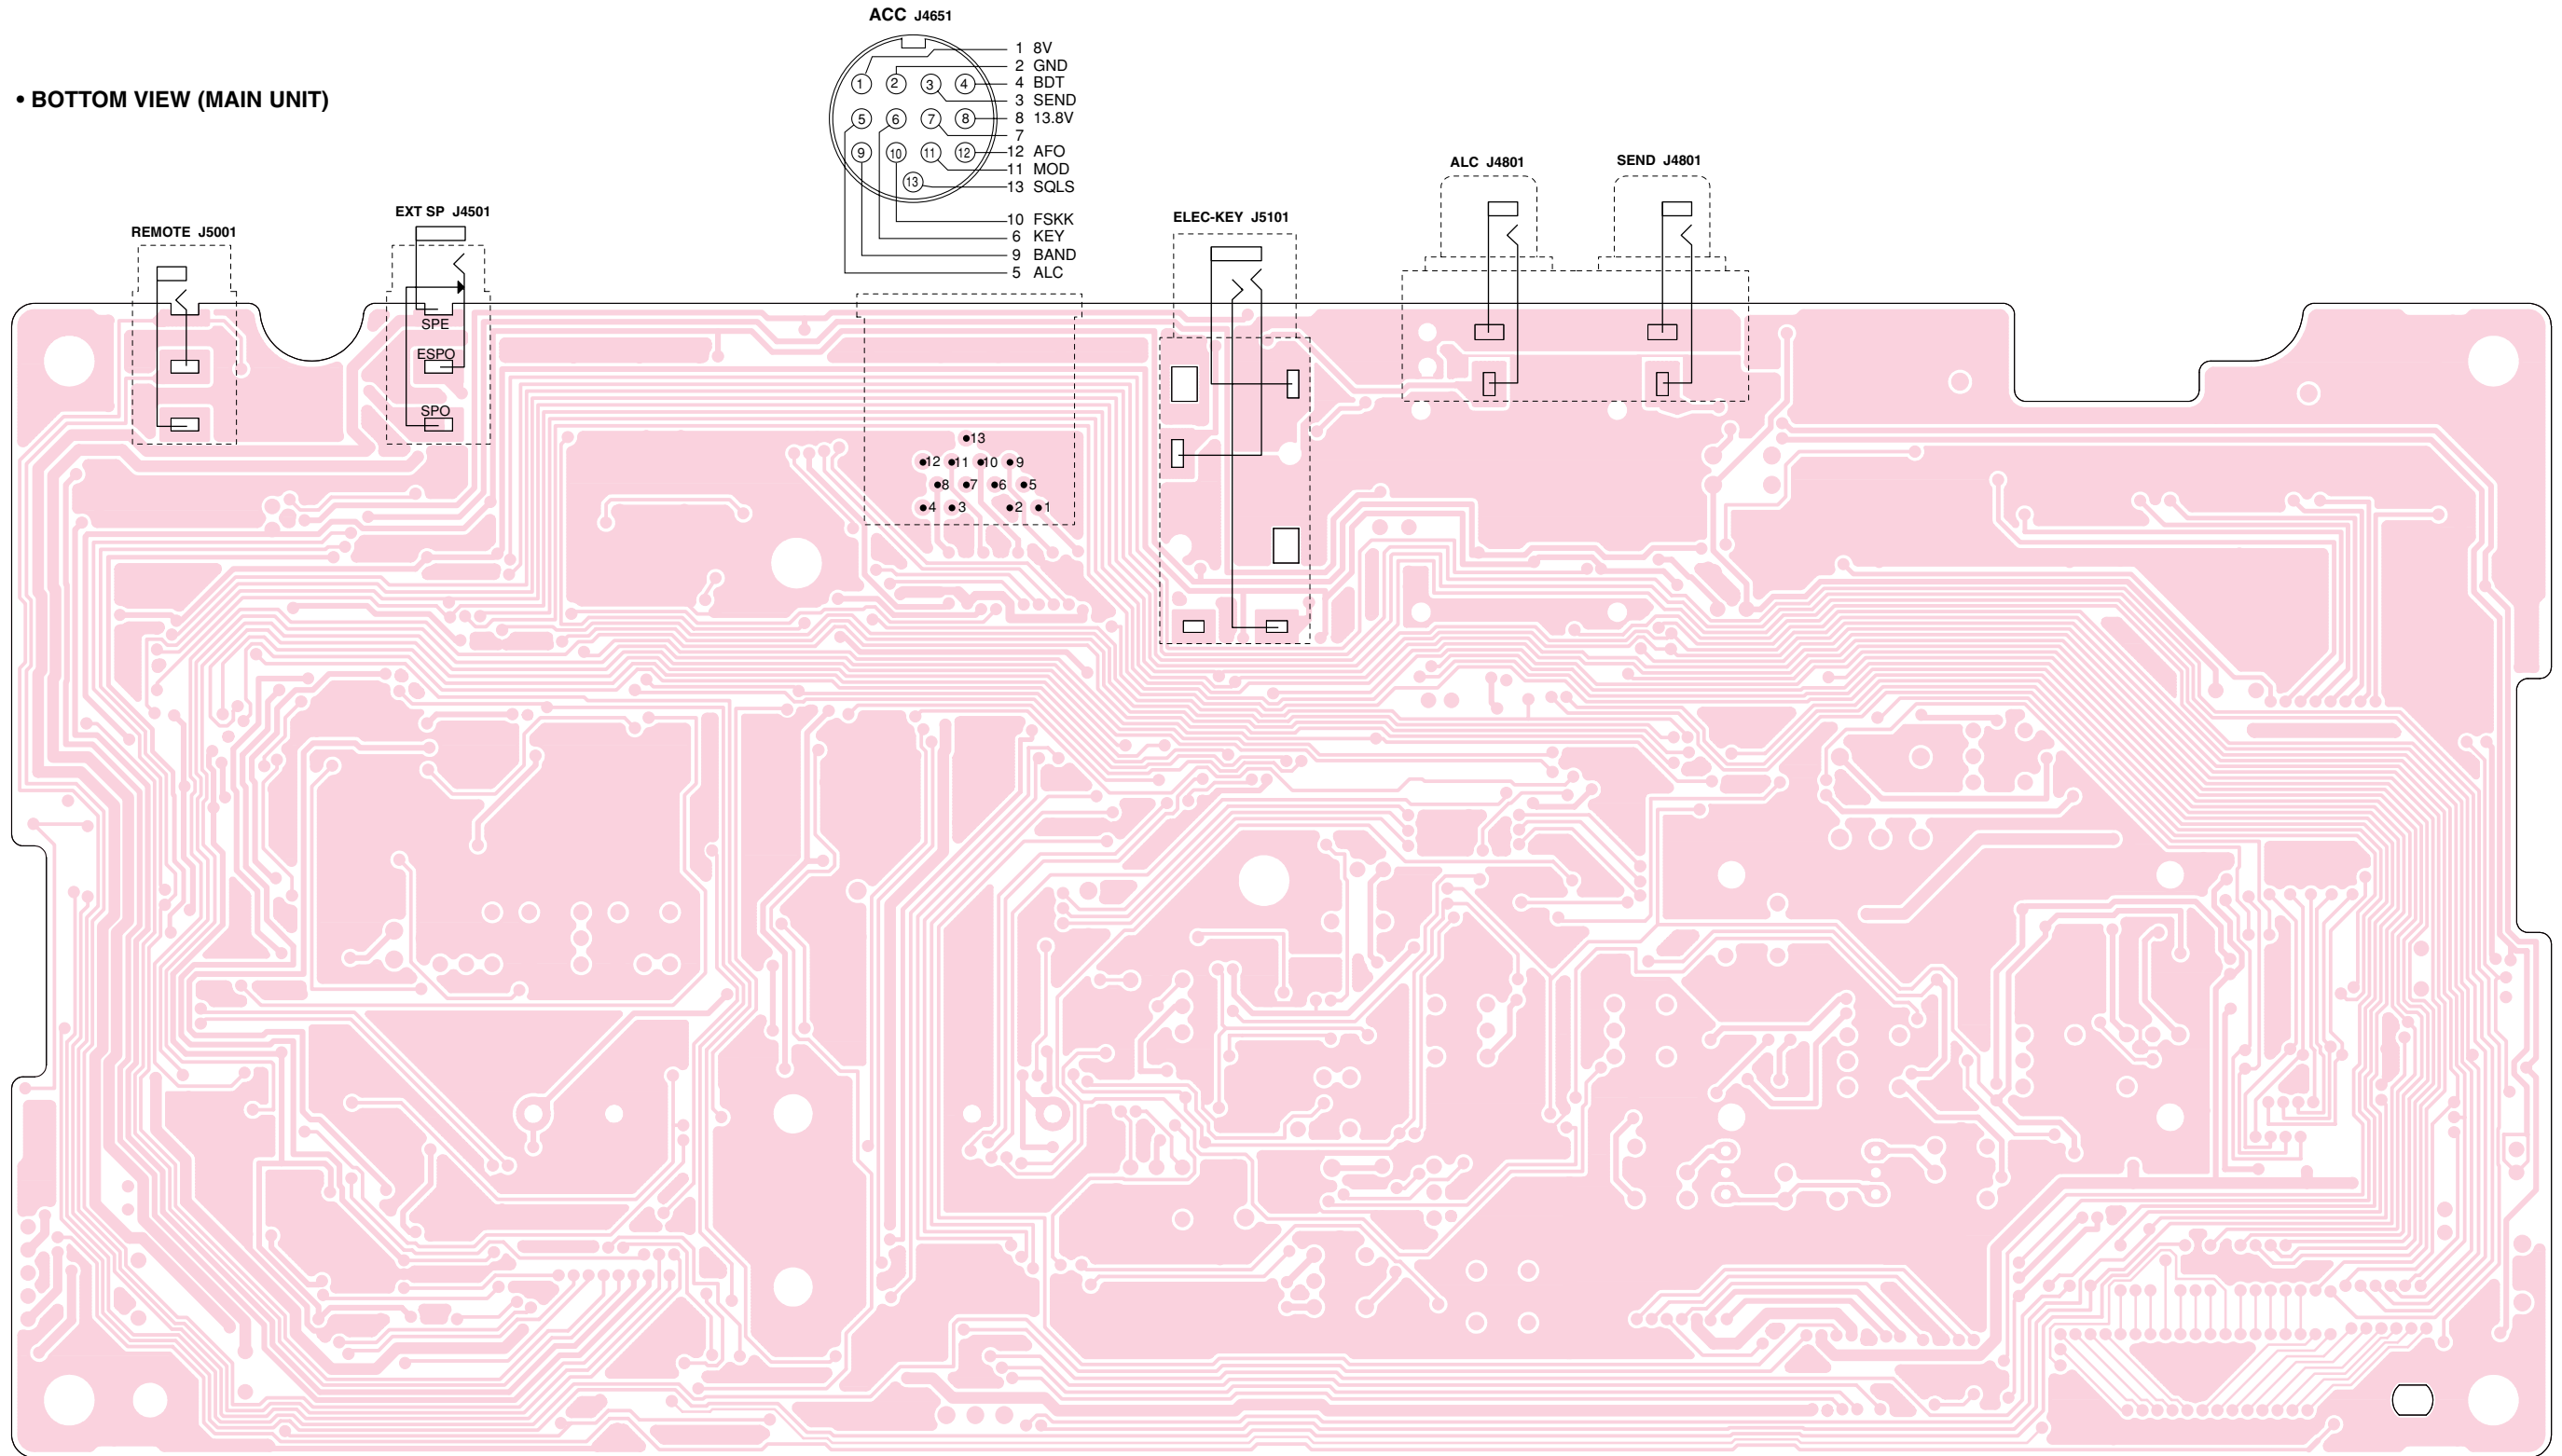 ACC J4651
• BOTTOM VIEW (MAIN UNIT)
1 8V
2 GND
4 BDT
3 SEND
8 13.8V
7
12 AFO
11 MOD
13 SQLS
10 FSKK
6 KEY
9 BAND
5 ALC
1 2 3 4
5 6 7 8
9 10 11 12
13
REMOTE J5001
EXT SP J4501
ELEC-KEY J5101
ALC J4801
SEND J4801
SPE
ESPO
SPO
13
12 11 10 9
8 7 6 5
4 3 2 1